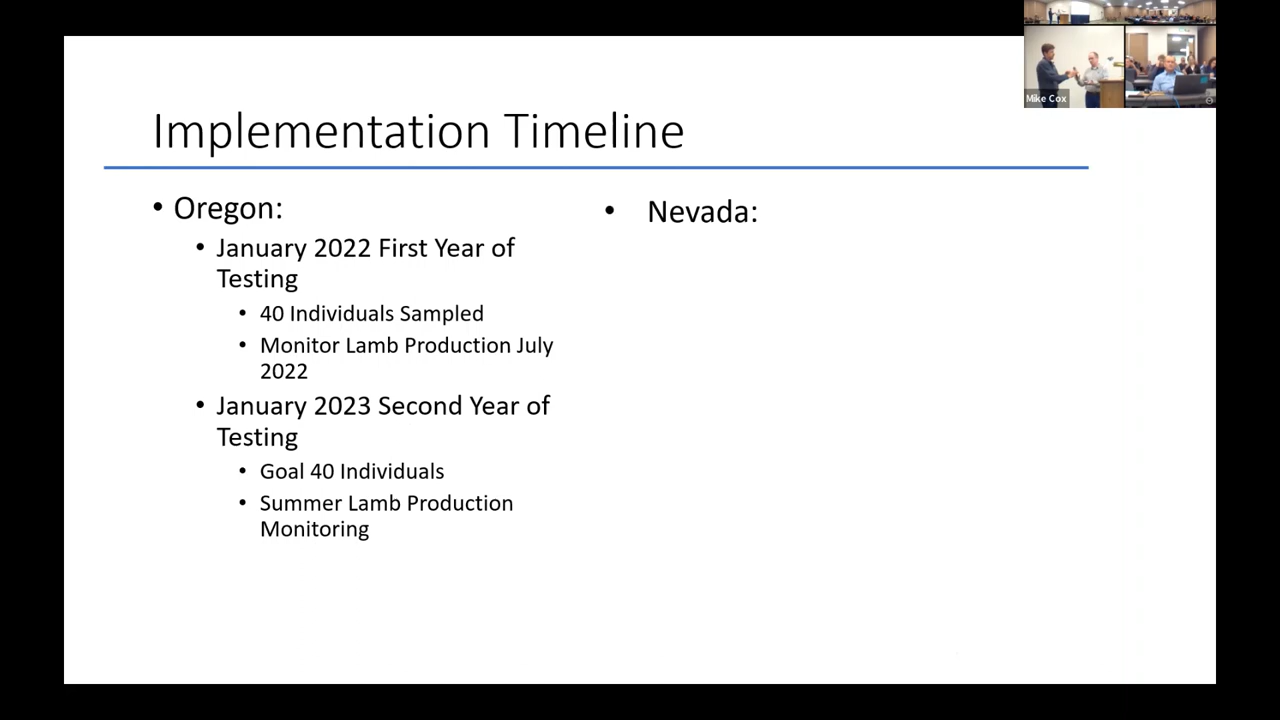 Implementation Timeline
• Oregon:
• January 2022 First Year of
Testing
• 40 Individuals Sampled
• Monitor Lamb Production July
2022
• January 2023 Second Year of
Testing
• Goal 40 Individuals
• Summer Lamb Production
Monitoring
• Nevada:
Mike Cox